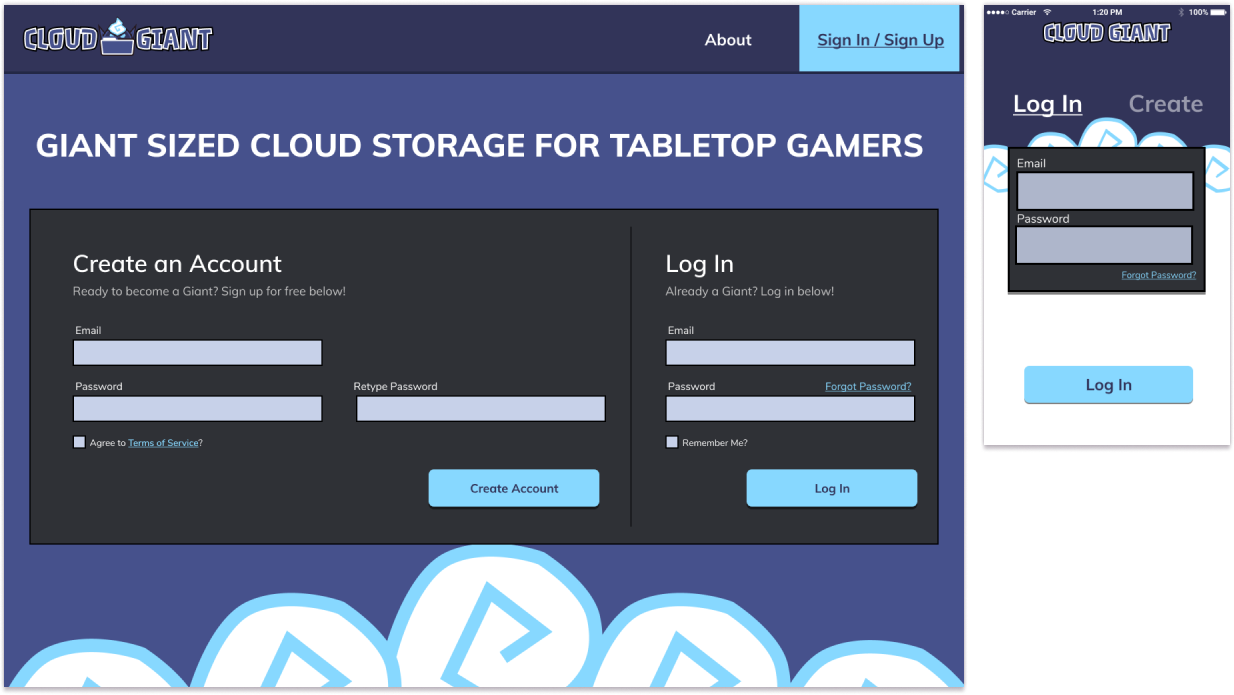 CLOUD GIANT
About
Sign In / Sign Up
GIANT SIZED CLOUD STORAGE FOR TABLETOP GAMERS
Create an Account
Ready to become a Giant? Sign up for free below!
Email
Password
Retype Password
Agree to Terms of Service?
Create Account
Log In
Already a Giant? Log in below!
Email
Password
Forgot Password?
Remember Me?
Log In
Carrier
1:20 PM
100%
CLOUD GIANT
Log In
Create
Email
Password
Forgot Password?
Log In